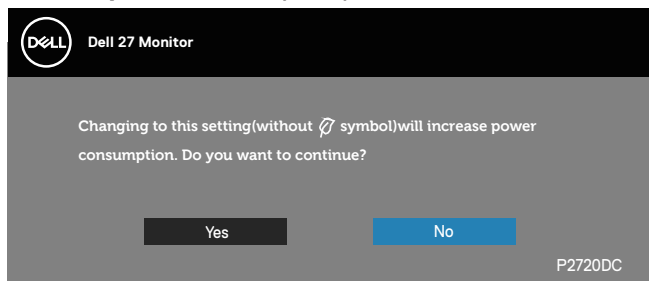 DELL
Dell 27 Monitor
Changing to this setting(without symbol)will increase power
consumption. Do you want to continue?
Yes
No
P2720DC